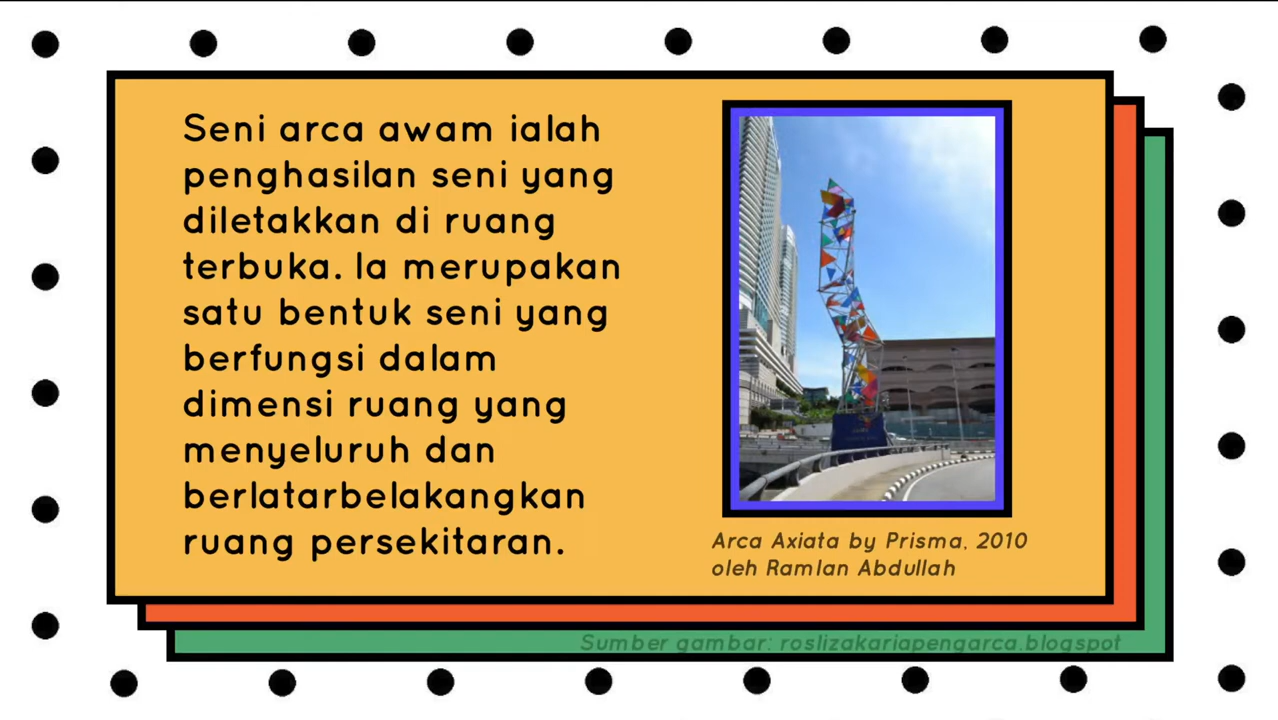 Seni arca awam ialah
penghasilan seni yang
diletakkan di ruang
terbuka. Ia merupakan
satu bentuk seni yang
berfungsi dalam
dimensi ruang yang
menyeluruh dan
berlatarbelakangkan
ruang persekitaran.
Arca Axiata by Prisma, 2010
oleh Ramlan Abdullah
Sumber gambar: roslizakariapengarca.blogspot